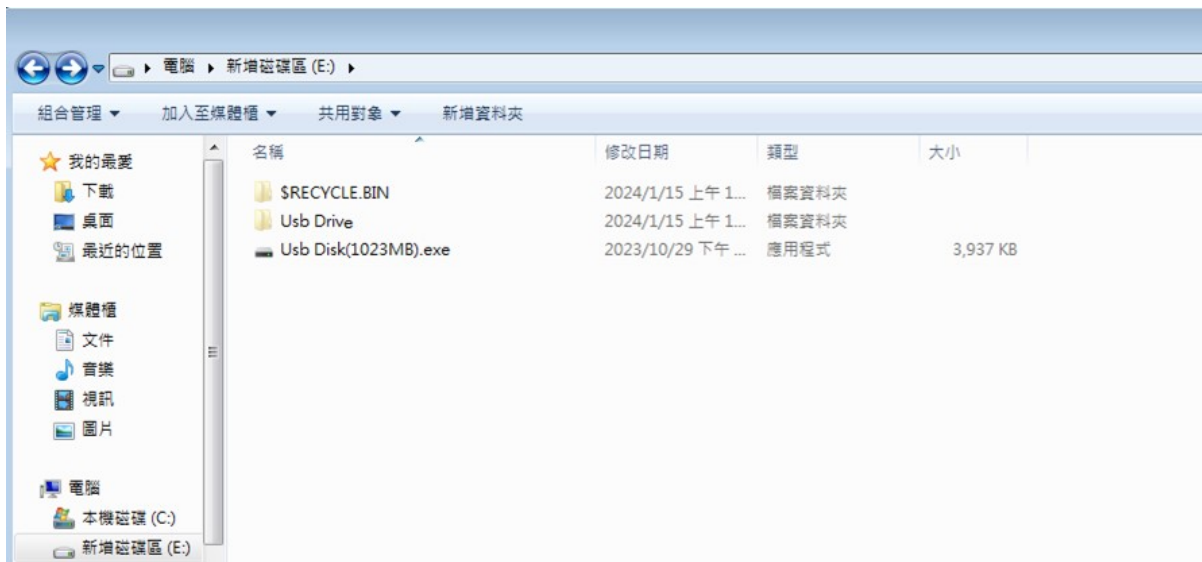 電腦 新增磁碟區 (E:)
組合管理 加入至媒體櫃 共用對象 新增資料夾
名稱 修改日期 類型 大小
$RECYCLE.BIN 2024/1/15 上午 1... 檔案資料夾
Usb Drive 2024/1/15 上午 1... 檔案資料夾
Usb Disk(1023MB).exe 2023/10/29 下午 ... 應用程式 3,937 KB
我的最愛
下載
桌面
最近的位置
媒體櫃
文件
音樂
視訊
圖片
電腦
本機磁碟 (C:)
新增磁碟區 (E:)